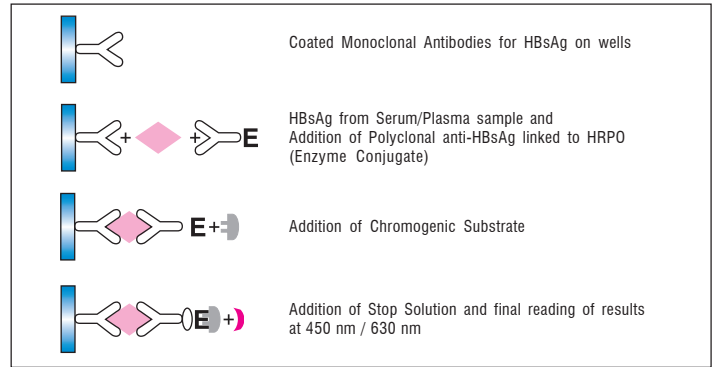 Coated Monoclonal Antibodies for HBsAg on wells
+ + E
HBsAg from Serum/Plasma sample and
Addition of Polyclonal anti-HBsAg linked to HRPO
(Enzyme Conjugate)
E +
Addition of Chromogenic Substrate
E +
Addition of Stop Solution and final reading of results
at 450 nm / 630 nm